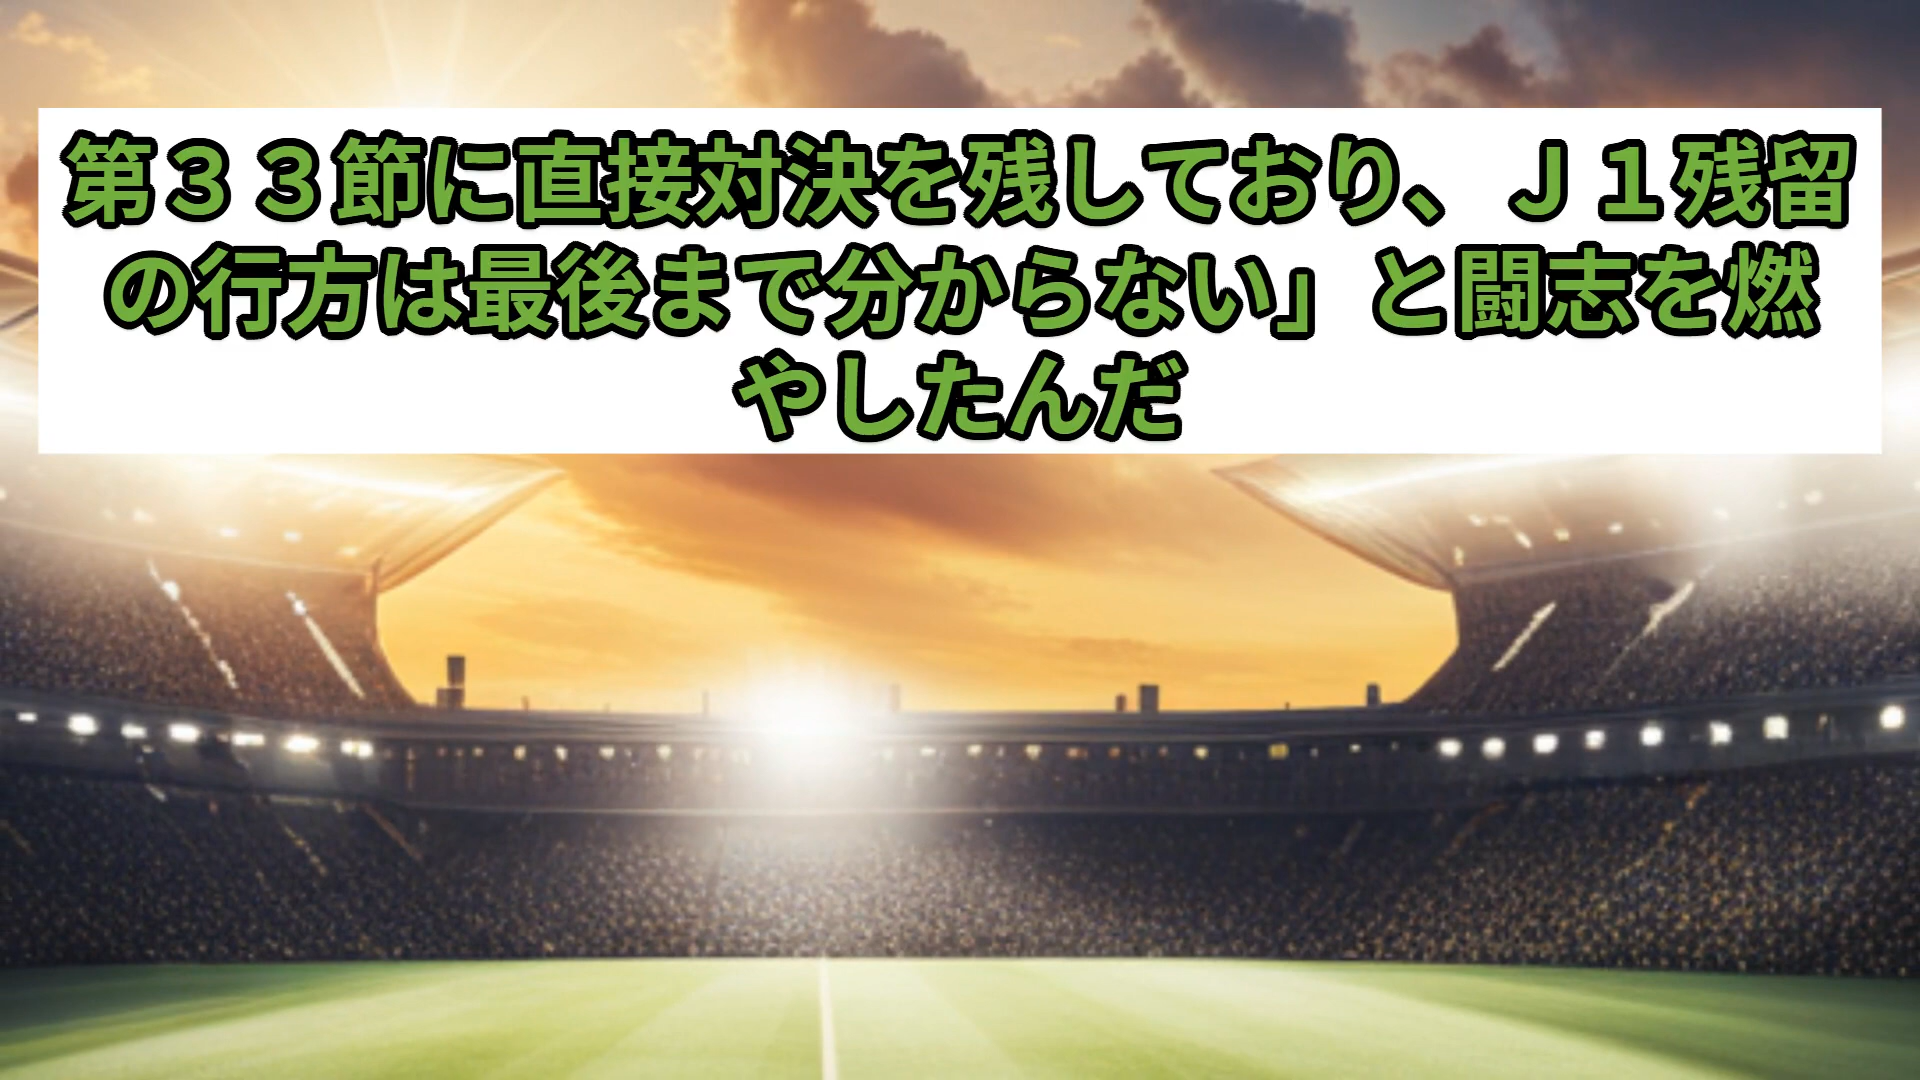 第３３節に直接対決を残しており、Ｊ１残留
の行方は最後まで分からない」と闘志を燃
やしたんだ